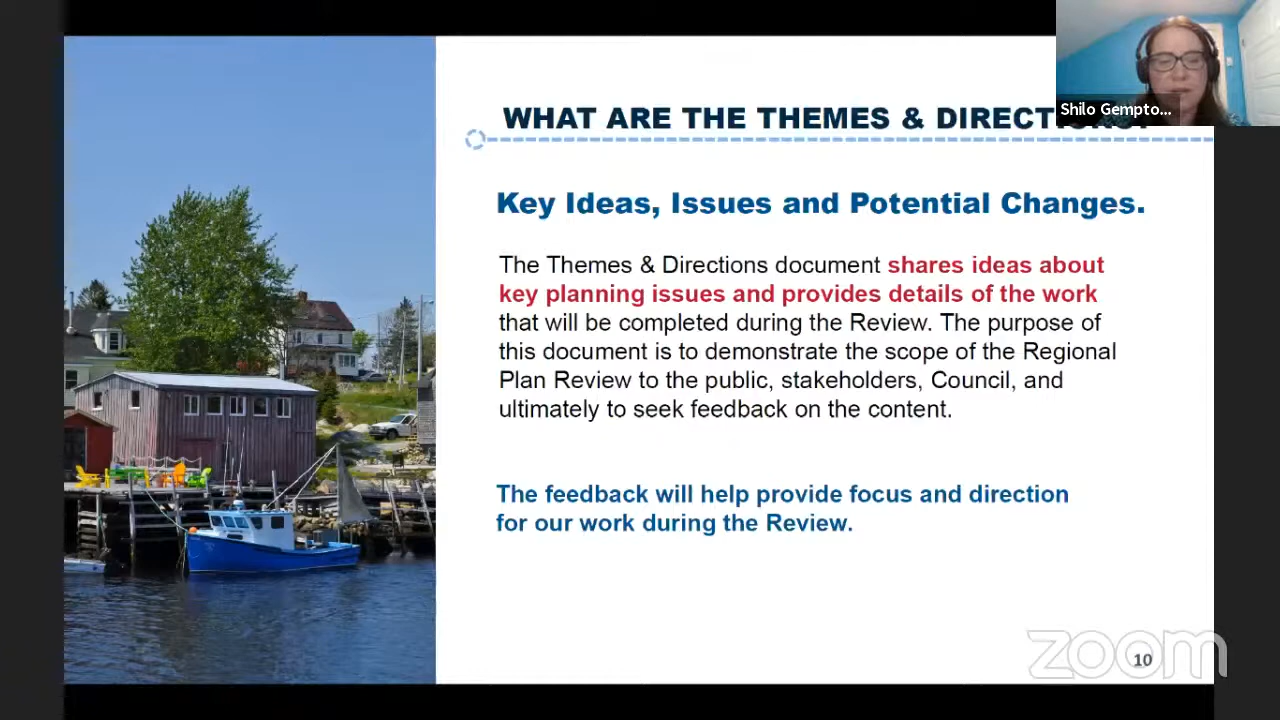 WHAT ARE THE THEMES & DIRECTIONS?
Shilo Gempto...
Key Ideas, Issues and Potential Changes.
The Themes & Directions document shares ideas about
key planning issues and provides details of the work
that will be completed during the Review. The purpose of
this document is to demonstrate the scope of the Regional
Plan Review to the public, stakeholders, Council, and
ultimately to seek feedback on the content.
The feedback will help provide focus and direction
for our work during the Review.
zoom
10